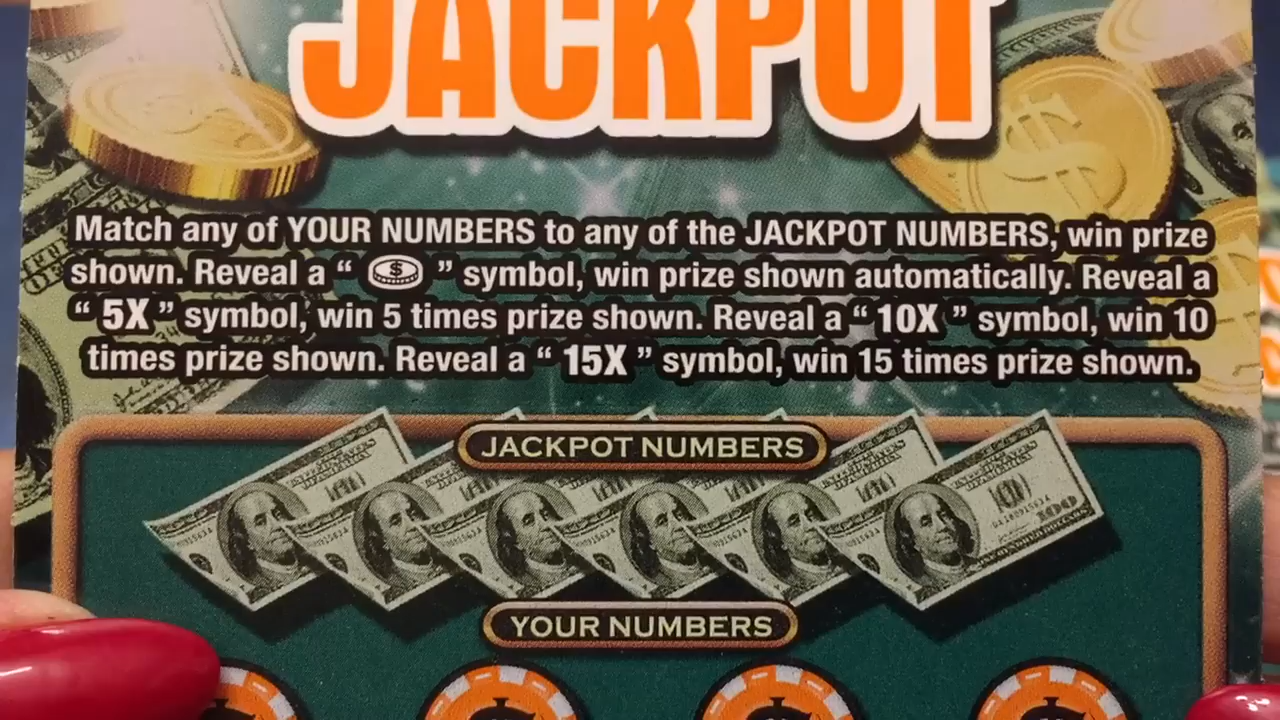 JACKPOT
Match any of YOUR NUMBERS to any of the JACKPOT NUMBERS, win prize
shown. Reveal a “ $ ” symbol, win prize shown automatically. Reveal a
“ 5X ” symbol, win 5 times prize shown. Reveal a “ 10X ” symbol, win 10
times prize shown. Reveal a “ 15X ” symbol, win 15 times prize shown.
JACKPOT NUMBERS
YOUR NUMBERS